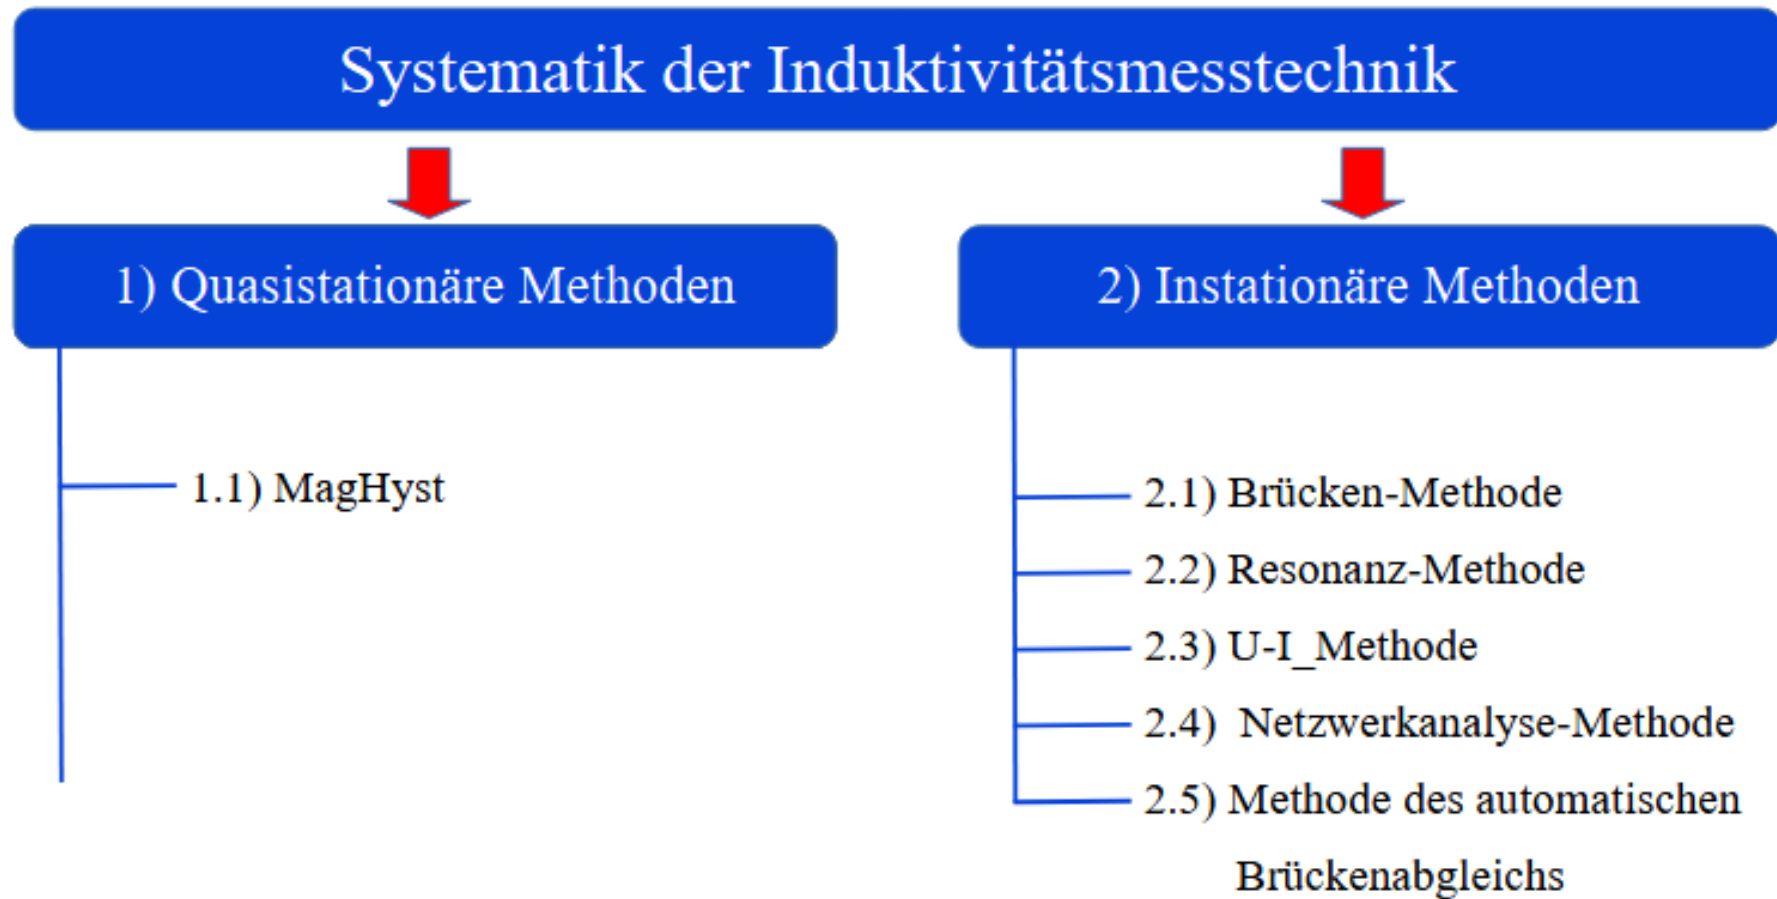 Systematik der Induktivitätsmesstechnik
1) Quasistationäre Methoden
1.1) MagHyst
2) Instationäre Methoden
2.1) Brücken-Methode
2.2) Resonanz-Methode
2.3) U-I_Methode
2.4)  Netzwerkanalyse-Methode
2.5) Methode des automatischen
Brückenabgleichs